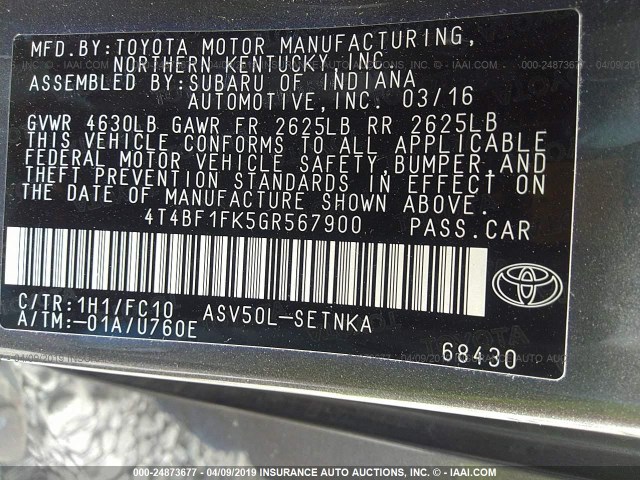 MFD.BY:TOYOTA MOTOR MANUFACTURING,
NORTHERN KENTUCKY, INC
ASSEMBLED BY:SUBARU OF INDIANA
AUTOMOTIVE, INC. 03/16
GVWR 4630LB GAWR FR 2625LB RR 2625LB
THIS VEHICLE CONFORMS TO ALL APPLICABLE
FEDERAL MOTOR VEHICLE SAFETY, BUMPER, AND
THEFT PREVENTION STANDARDS IN EFFECT ON
THE DATE OF MANUFACTURE SHOWN ABOVE.
4T4BF1FK5GR567900 PASS.CAR
C/TR:1H1/FC10 ASV50L-SETNKA
A/TM:-01A/U760E
TOYOTA
68430
000-24873677 - 04/09/2019 INSURANCE AUTO AUCTIONS, INC. - © IAAI.COM